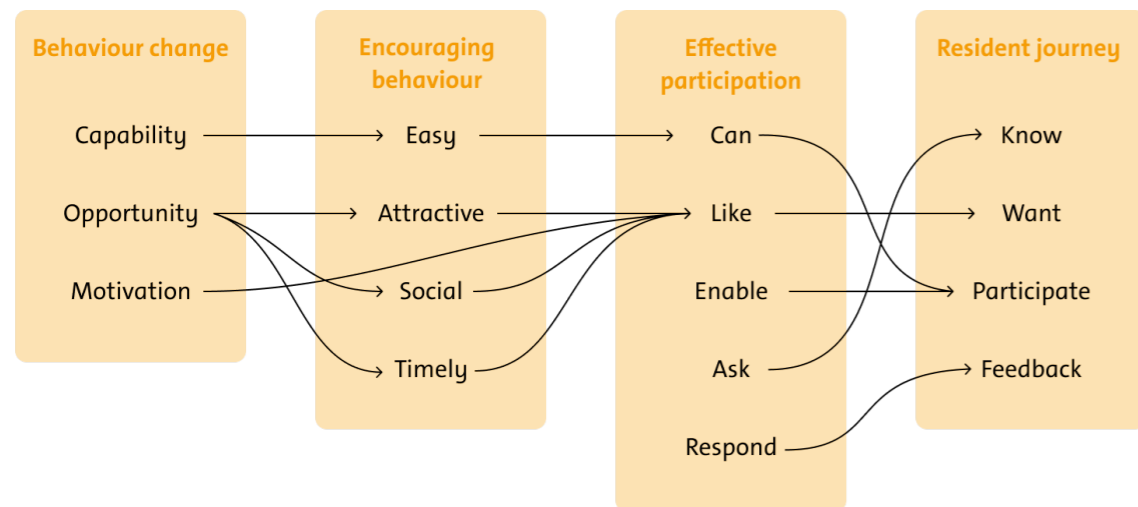 Behaviour change
Capability
Opportunity
Motivation
Encouraging
behaviour
Easy
Attractive
Social
Timely
Effective
participation
Can
Like
Enable
Ask
Respond
Resident journey
Know
Want
Participate
Feedback